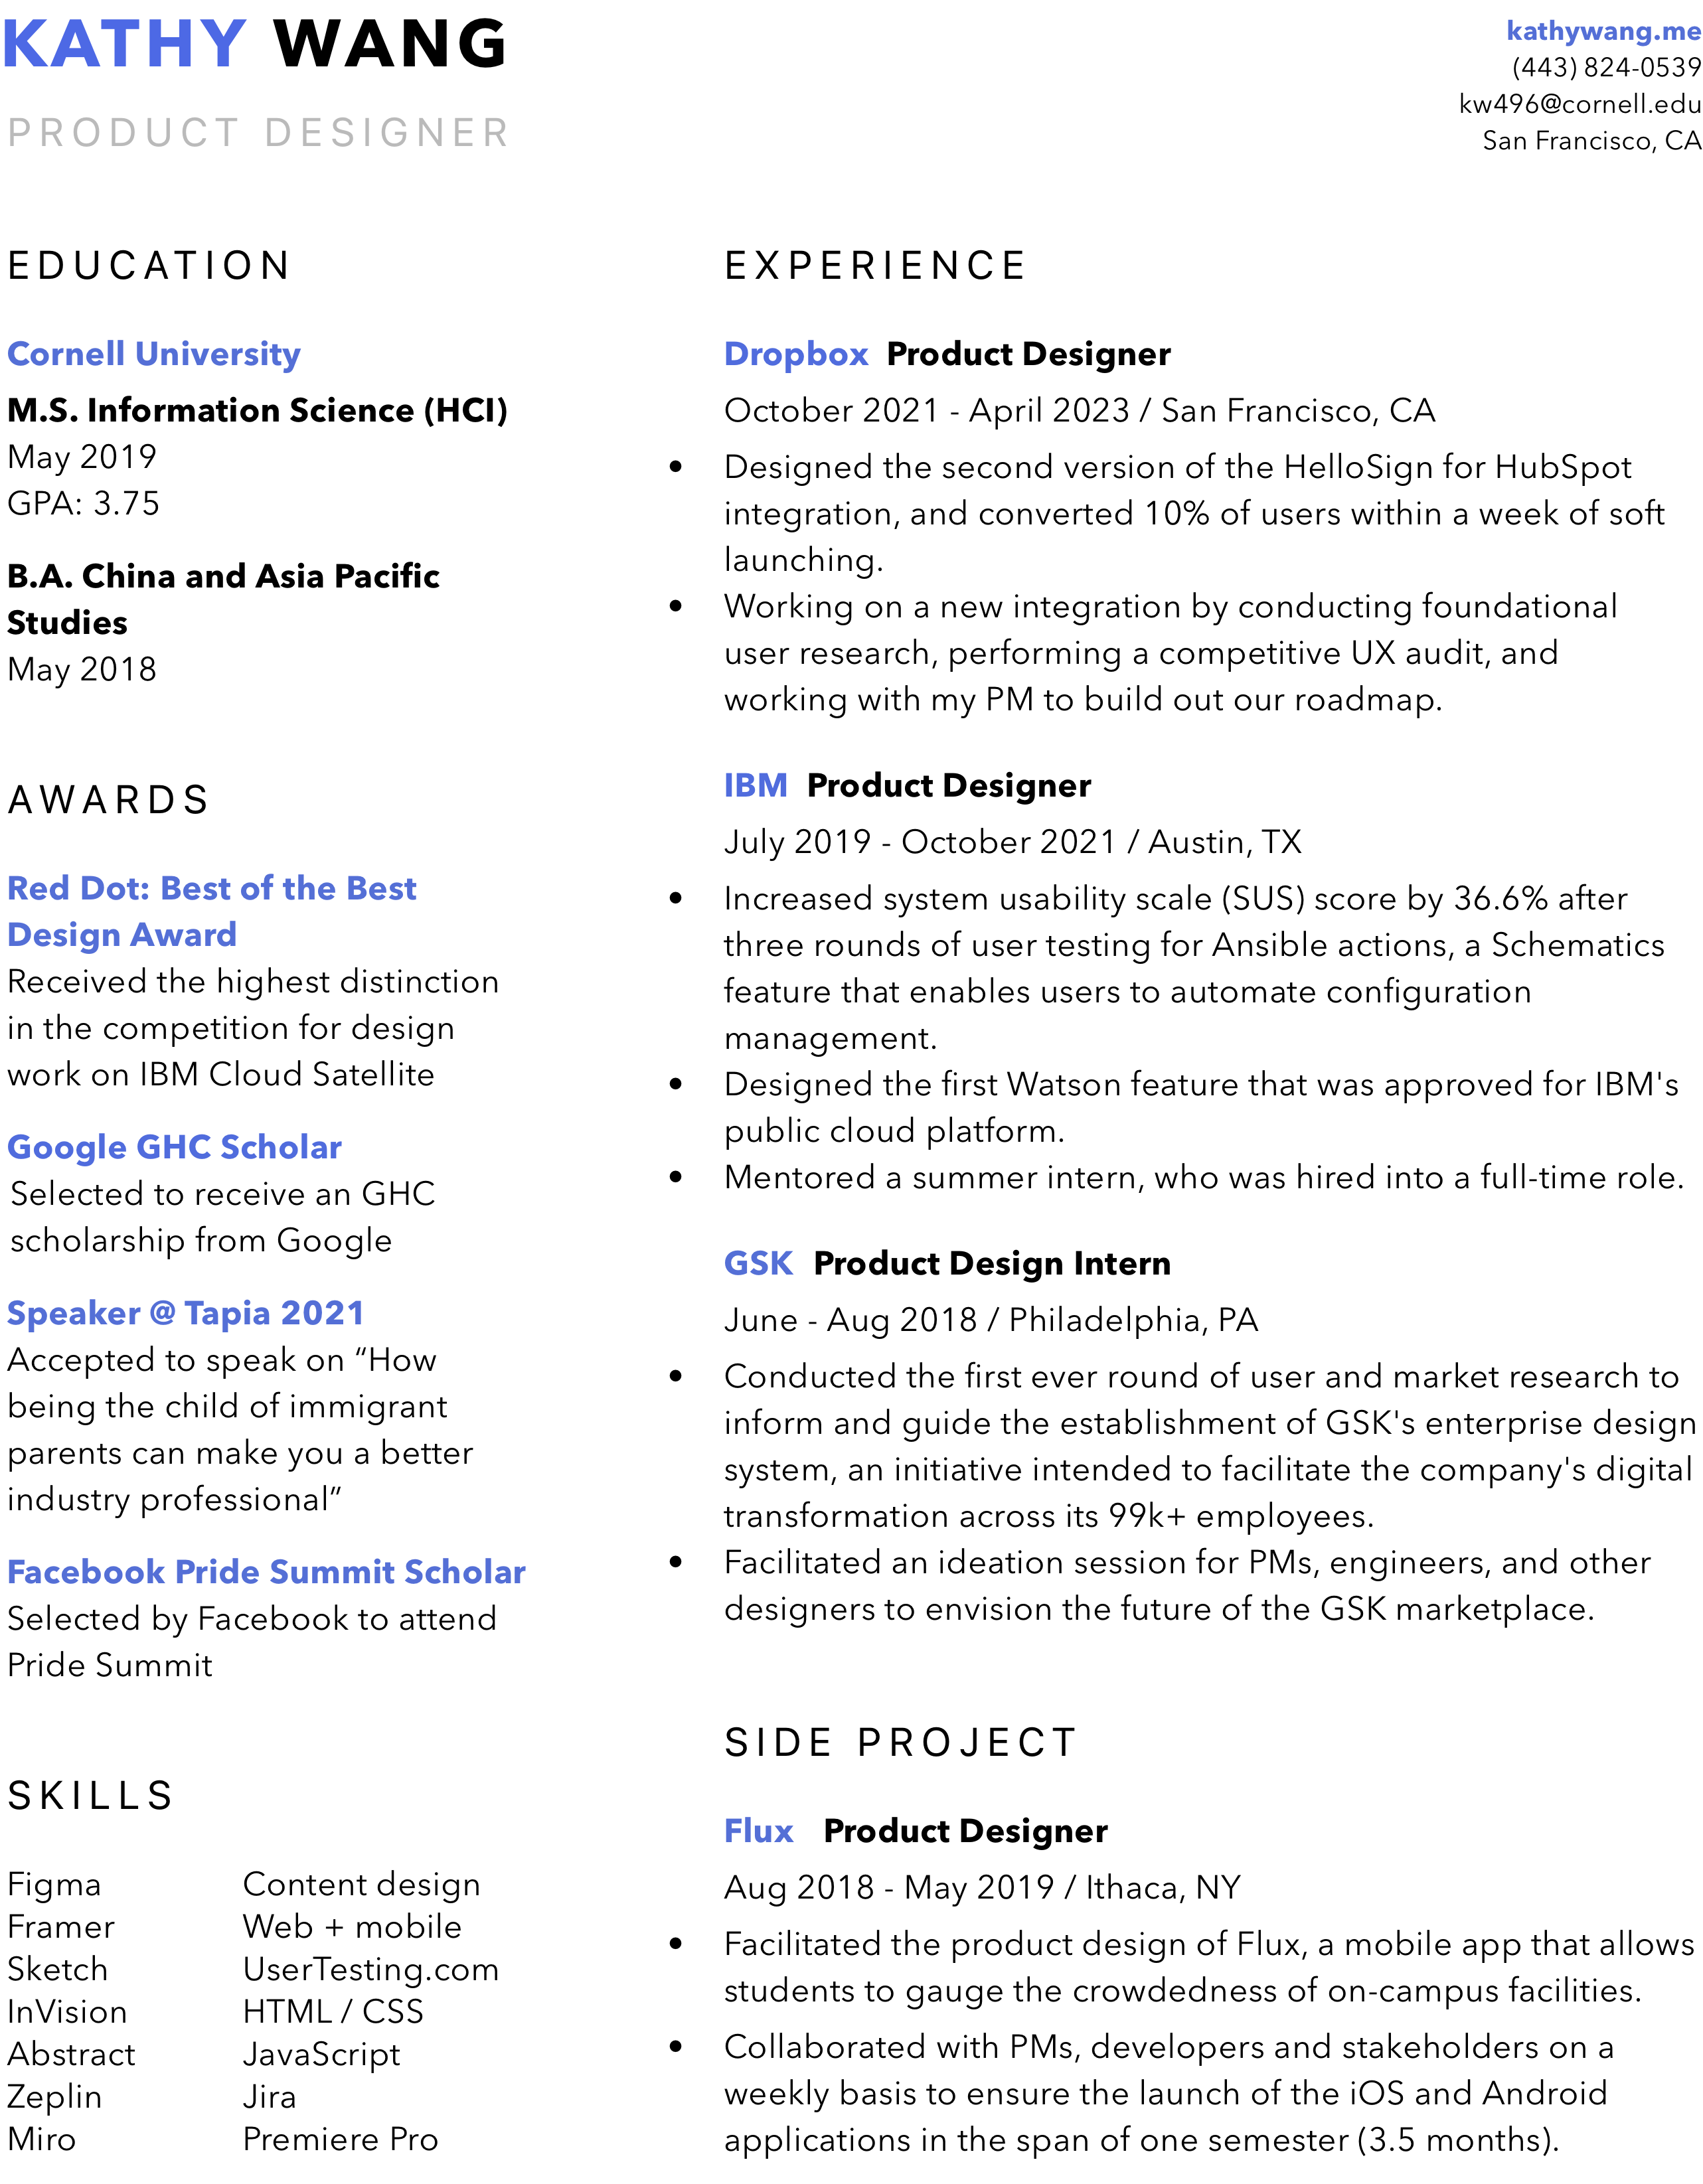 KATHY WANG
PRODUCT DESIGNER
kathywang.me
(443) 824-0539
kw496@cornell.edu
San Francisco, CA
EDUCATION
Cornell University
M.S. Information Science (HCI)
May 2019
GPA: 3.75
B.A. China and Asia Pacific
Studies
May 2018
AWARDS
Red Dot: Best of the Best
Design Award
Received the highest distinction
in the competition for design
work on IBM Cloud Satellite
Google GHC Scholar
Selected to receive an GHC
scholarship from Google
Speaker @ Tapia 2021
Accepted to speak on “How
being the child of immigrant
parents can make you a better
industry professional”
Facebook Pride Summit Scholar
Selected by Facebook to attend
Pride Summit
SKILLS
Figma Content design
Framer Web + mobile
Sketch UserTesting.com
InVision HTML / CSS
Abstract JavaScript
Zeplin Jira
Miro Premiere Pro
EXPERIENCE
Dropbox Product Designer
October 2021 - April 2023 / San Francisco, CA
• Designed the second version of the HelloSign for HubSpot
integration, and converted 10% of users within a week of soft
launching.
• Working on a new integration by conducting foundational
user research, performing a competitive UX audit, and
working with my PM to build out our roadmap.
IBM Product Designer
July 2019 - October 2021 / Austin, TX
• Increased system usability scale (SUS) score by 36.6% after
three rounds of user testing for Ansible actions, a Schematics
feature that enables users to automate configuration
management.
• Designed the first Watson feature that was approved for IBM's
public cloud platform.
• Mentored a summer intern, who was hired into a full-time role.
GSK Product Design Intern
June - Aug 2018 / Philadelphia, PA
• Conducted the first ever round of user and market research to
inform and guide the establishment of GSK's enterprise design
system, an initiative intended to facilitate the company's digital
transformation across its 99k+ employees.
• Facilitated an ideation session for PMs, engineers, and other
designers to envision the future of the GSK marketplace.
SIDE PROJECT
Flux Product Designer
Aug 2018 - May 2019 / Ithaca, NY
• Facilitated the product design of Flux, a mobile app that allows
students to gauge the crowdedness of on-campus facilities.
• Collaborated with PMs, developers and stakeholders on a
weekly basis to ensure the launch of the iOS and Android
applications in the span of one semester (3.5 months).